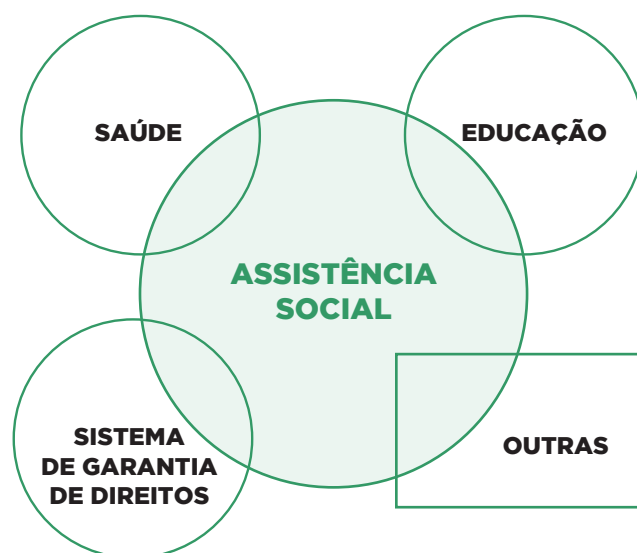 SAÚDE
EDUCAÇÃO
ASSISTÊNCIA
SOCIAL
SISTEMA
DE GARANTIA
DE DIREITOS
OUTRAS